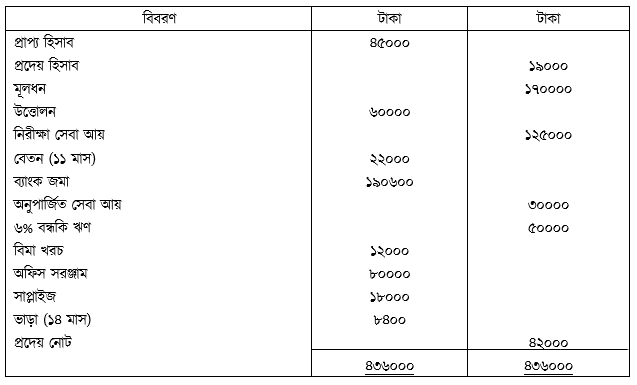 বিবরণ টাকা টাকা
প্রাপ্য হিসাব ৪৫০০০
প্রদেয় হিসাব ১৯০০০
মূলধন ১৭০০০০
উত্তোলন ৬০০০০
নিরীক্ষা সেবা আয় ১২৫০০০
বেতন (১১ মাস) ২২০০০
ব্যাংক জমা ১৯০৬০০
অনুপার্জিত সেবা আয় ৩০০০০
৬% বন্ধকি ঋণ ৫০০০০
বিমা খরচ ১২০০০
অফিস সরঞ্জাম ৮০০০০
সাপ্লাইজ ১৮০০০
ভাড়া (১৪ মাস) ৮৪০০
প্রদেয় নোট ৪২০০০
৪৩৬০০০ ৪৩৬০০০